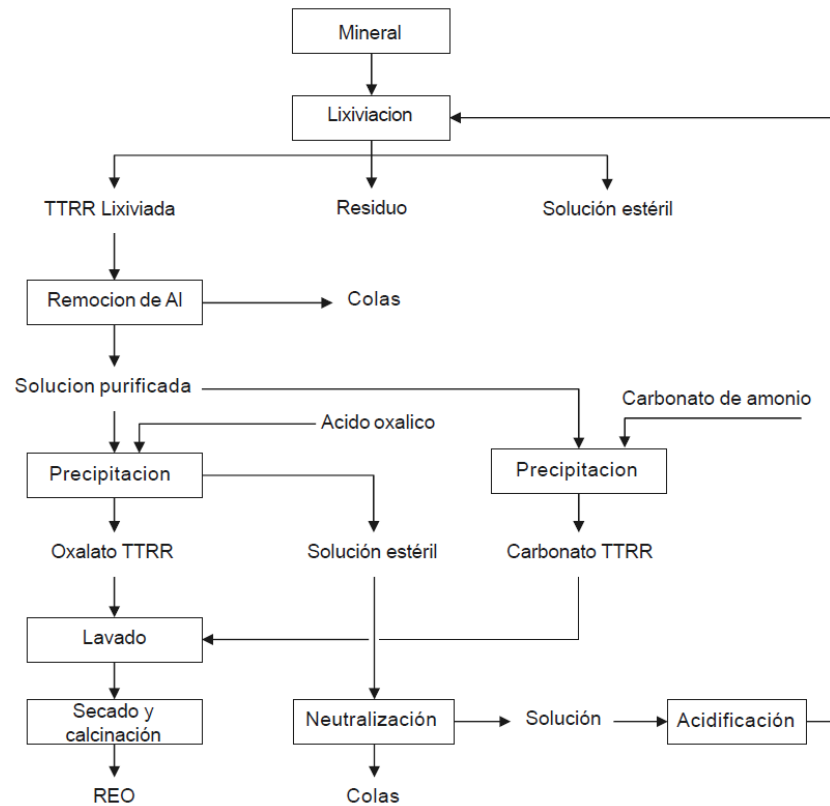 Mineral
Lixiviacion
TTRR Lixiviada
Residuo
Solución estéril
Remocion de Al
Colas
Solucion purificada
Carbonato de amonio
Acido oxalico
Precipitacion
Precipitacion
Oxalato TTRR
Solución estéril
Carbonato TTRR
Lavado
Secado y
calcinación
Neutralización
Solución
Acidificación
REO
Colas